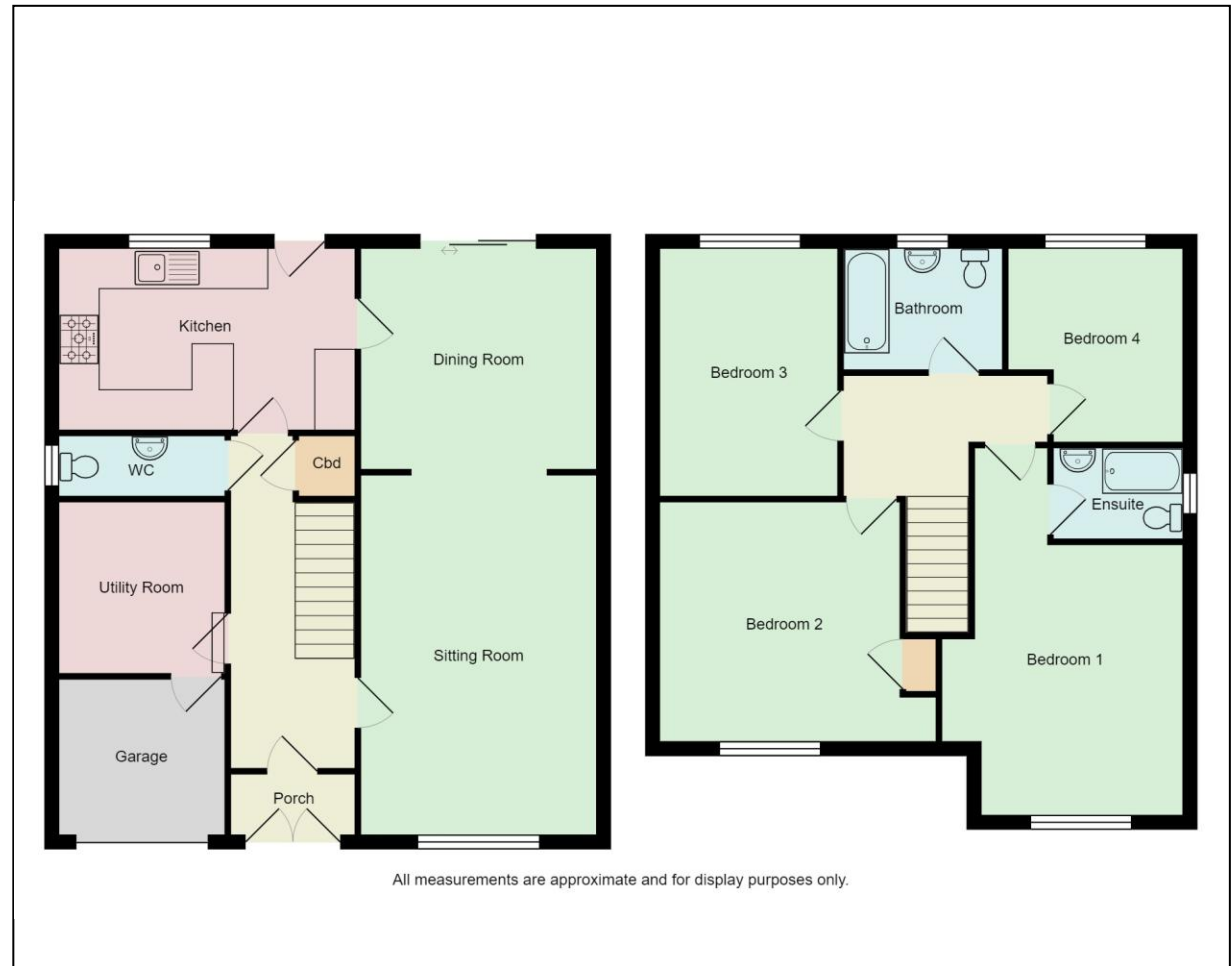 Kitchen
Dining Room
WC
Cbd
Utility Room
Sitting Room
Garage
Porch
Bathroom
Bedroom 4
Bedroom 3
Ensuite
Bedroom 2
Bedroom 1
All measurements are approximate and for display purposes only.